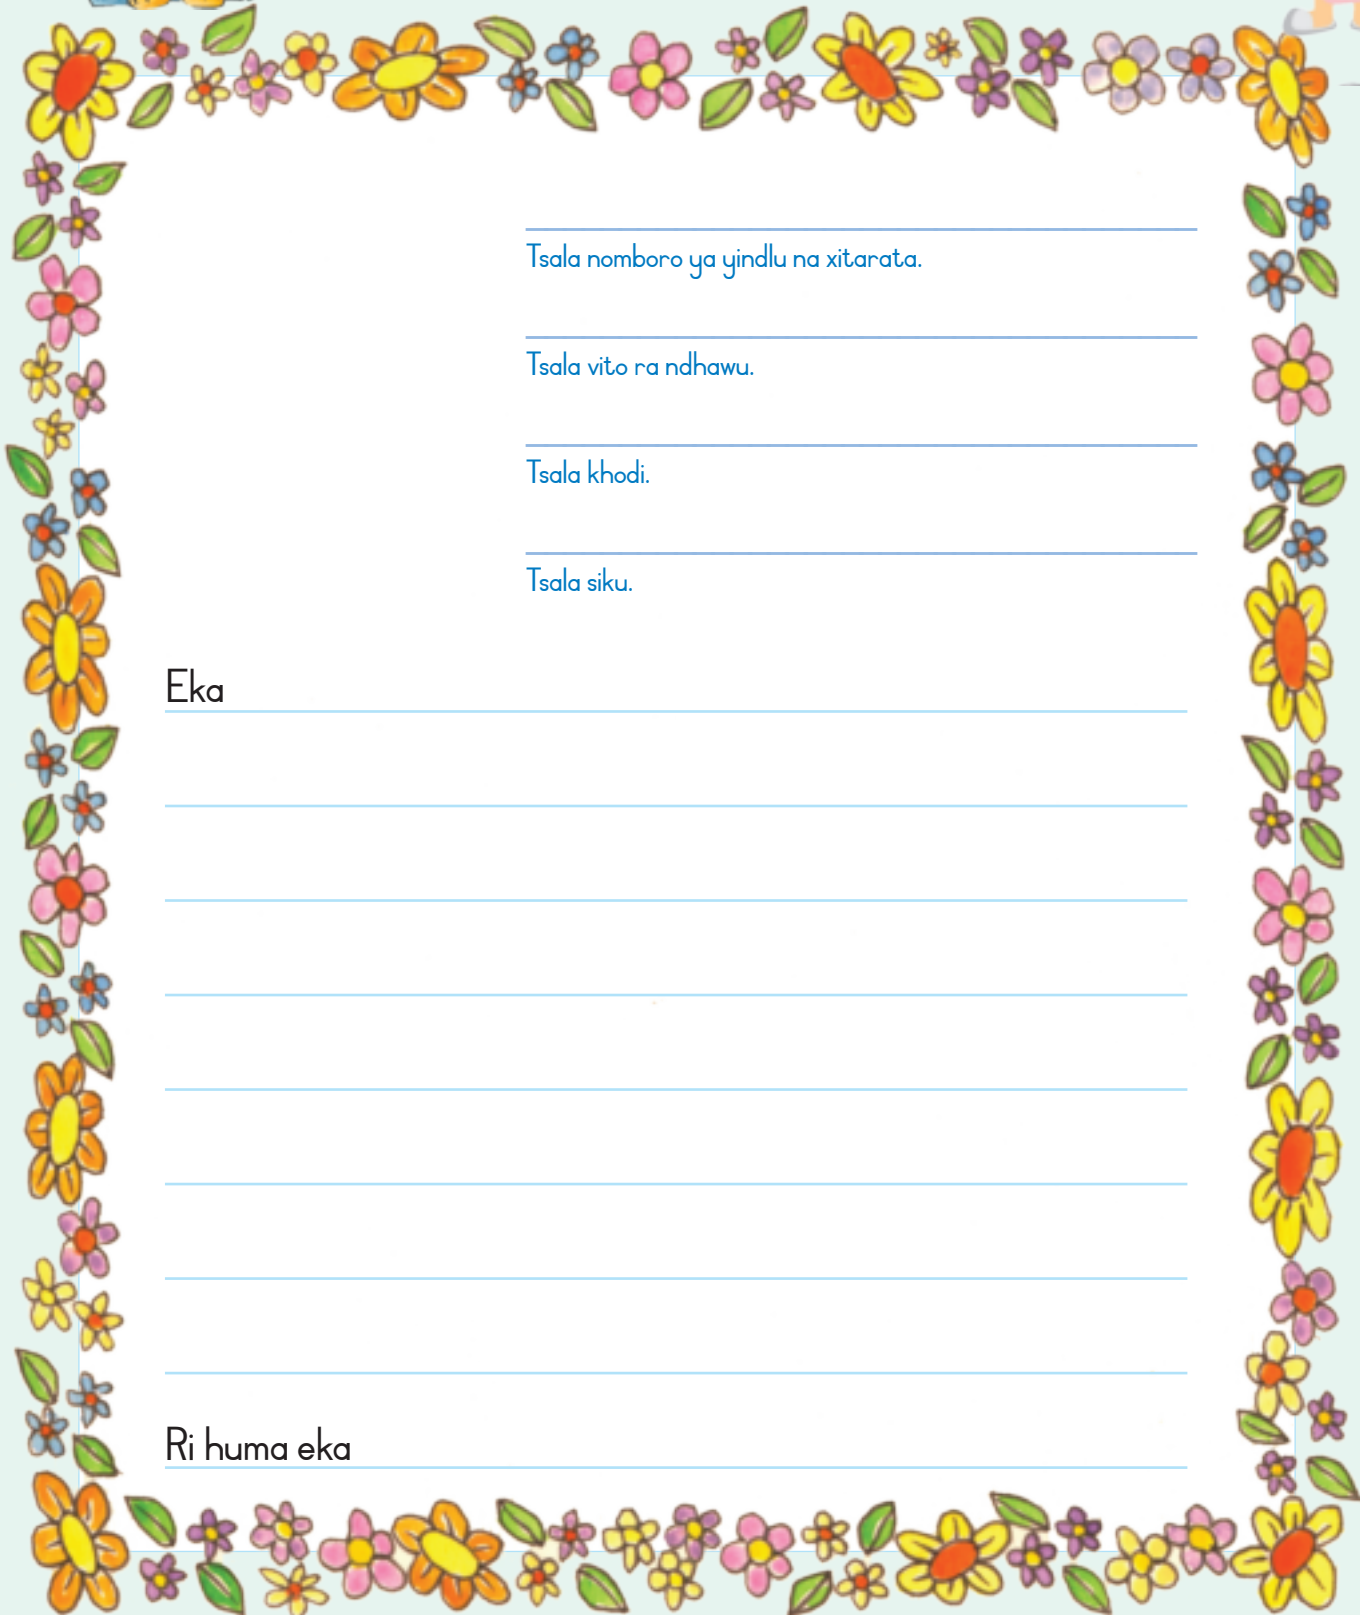 Tsala nomboro ya yindlu na xitarata.
Tsala vito ra ndhawu.
Tsala khodi.
Tsala siku.
Eka
Ri huma eka